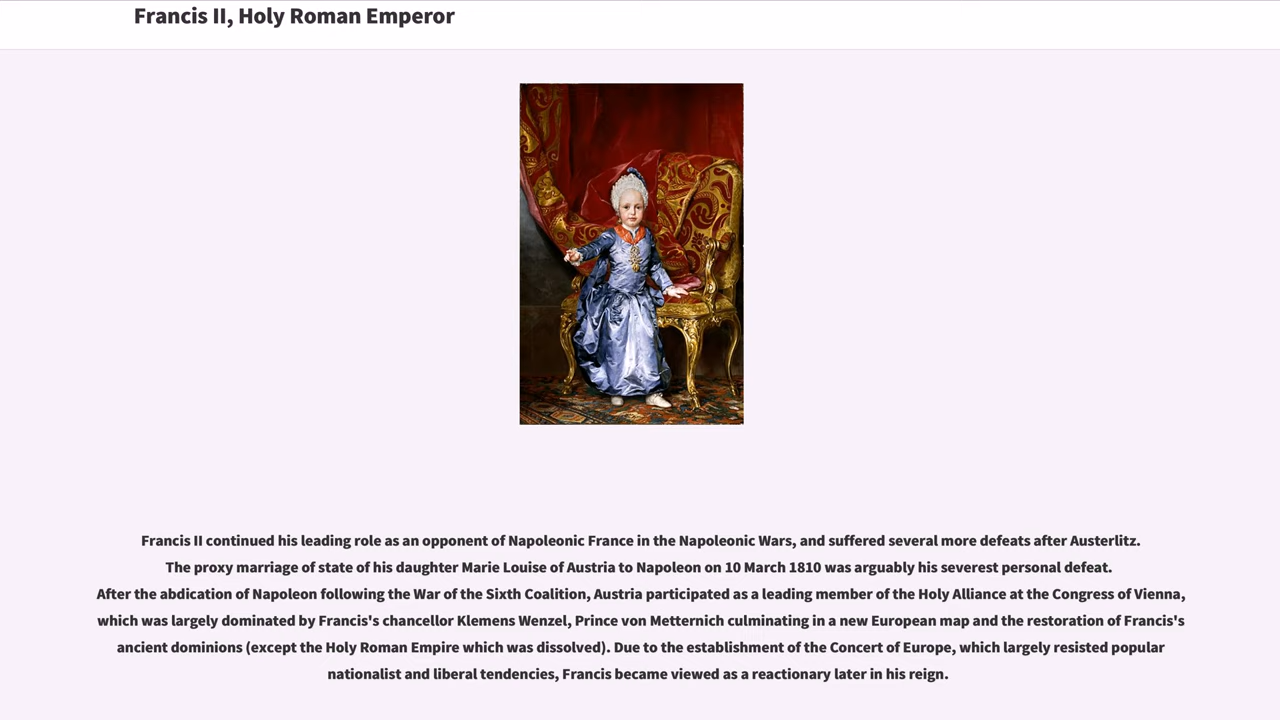 Francis II, Holy Roman Emperor
Francis II continued his leading role as an opponent of Napoleonic France in the Napoleonic Wars, and suffered several more defeats after Austerlitz.
The proxy marriage of state of his daughter Marie Louise of Austria to Napoleon on 10 March 1810 was arguably his severest personal defeat.
After the abdication of Napoleon following the War of the Sixth Coalition, Austria participated as a leading member of the Holy Alliance at the Congress of Vienna,
which was largely dominated by Francis's chancellor Klemens Wenzel, Prince von Metternich culminating in a new European map and the restoration of Francis's
ancient dominions (except the Holy Roman Empire which was dissolved). Due to the establishment of the Concert of Europe, which largely resisted popular
nationalist and liberal tendencies, Francis became viewed as a reactionary later in his reign.